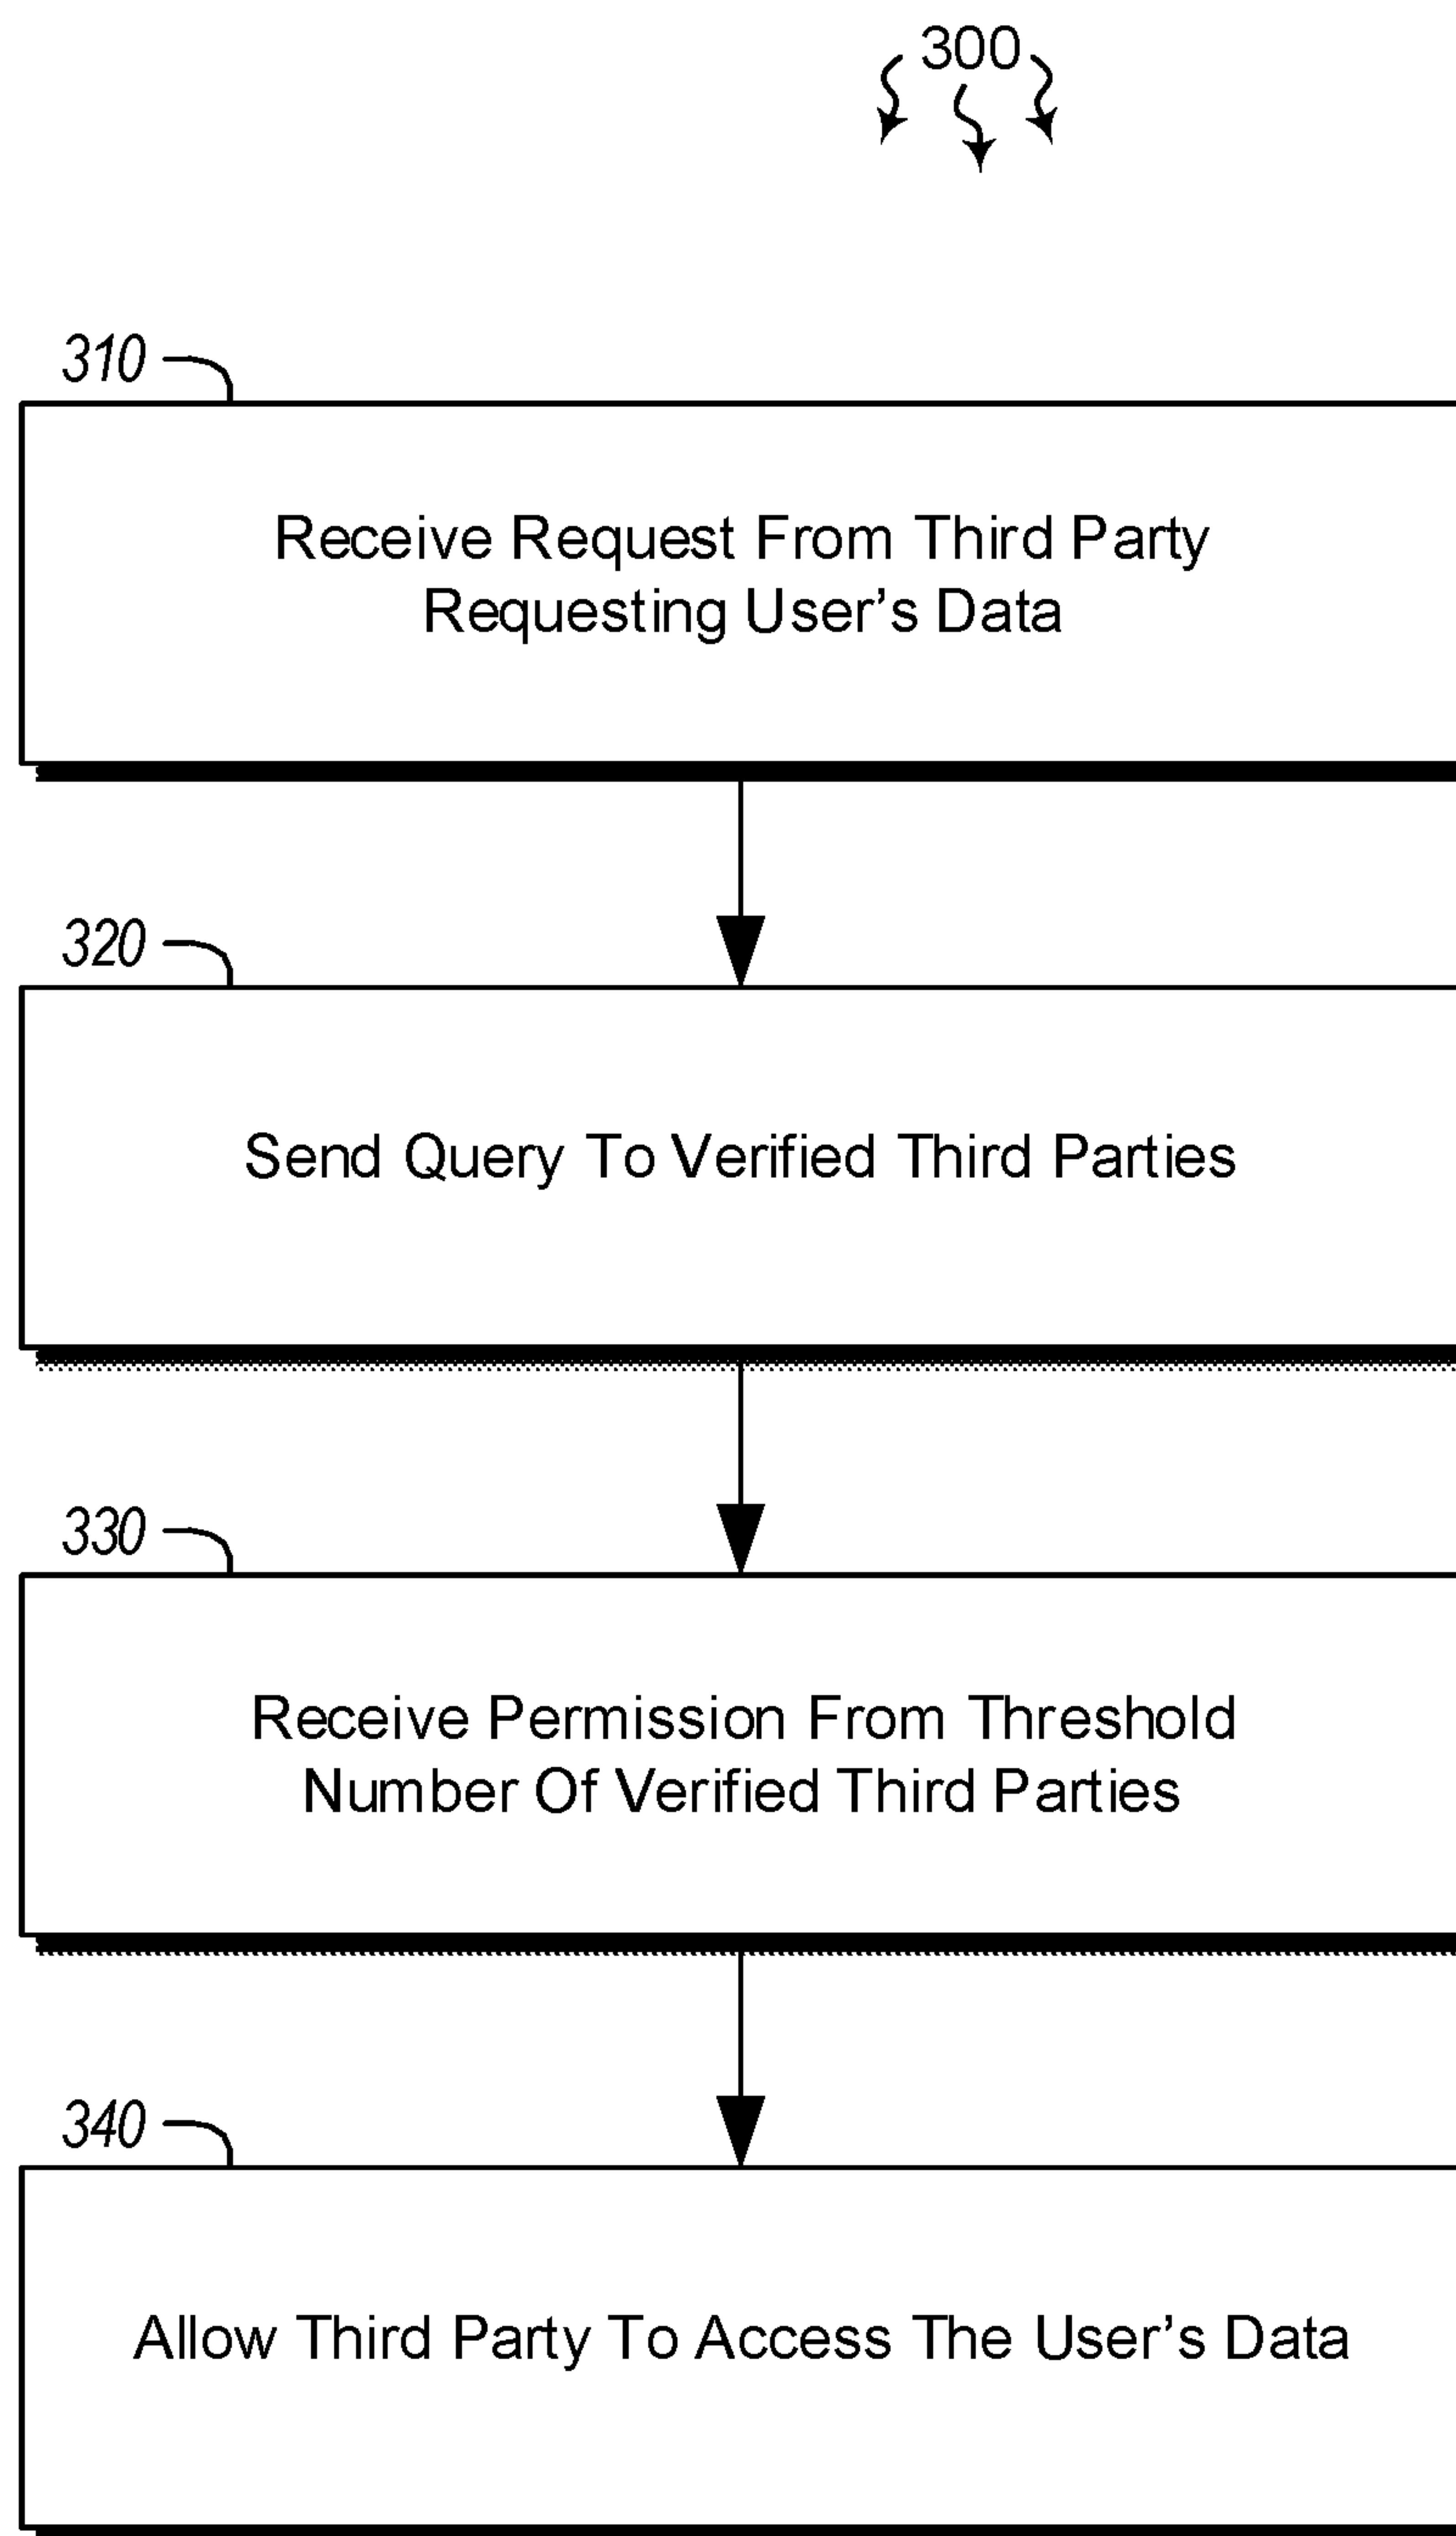 300
310
Receive Request From Third Party
Requesting User's Data
320
Send Query To Verified Third Parties
330
Receive Permission From Threshold
Number Of Verified Third Parties
340
Allow Third Party To Access The User's Data